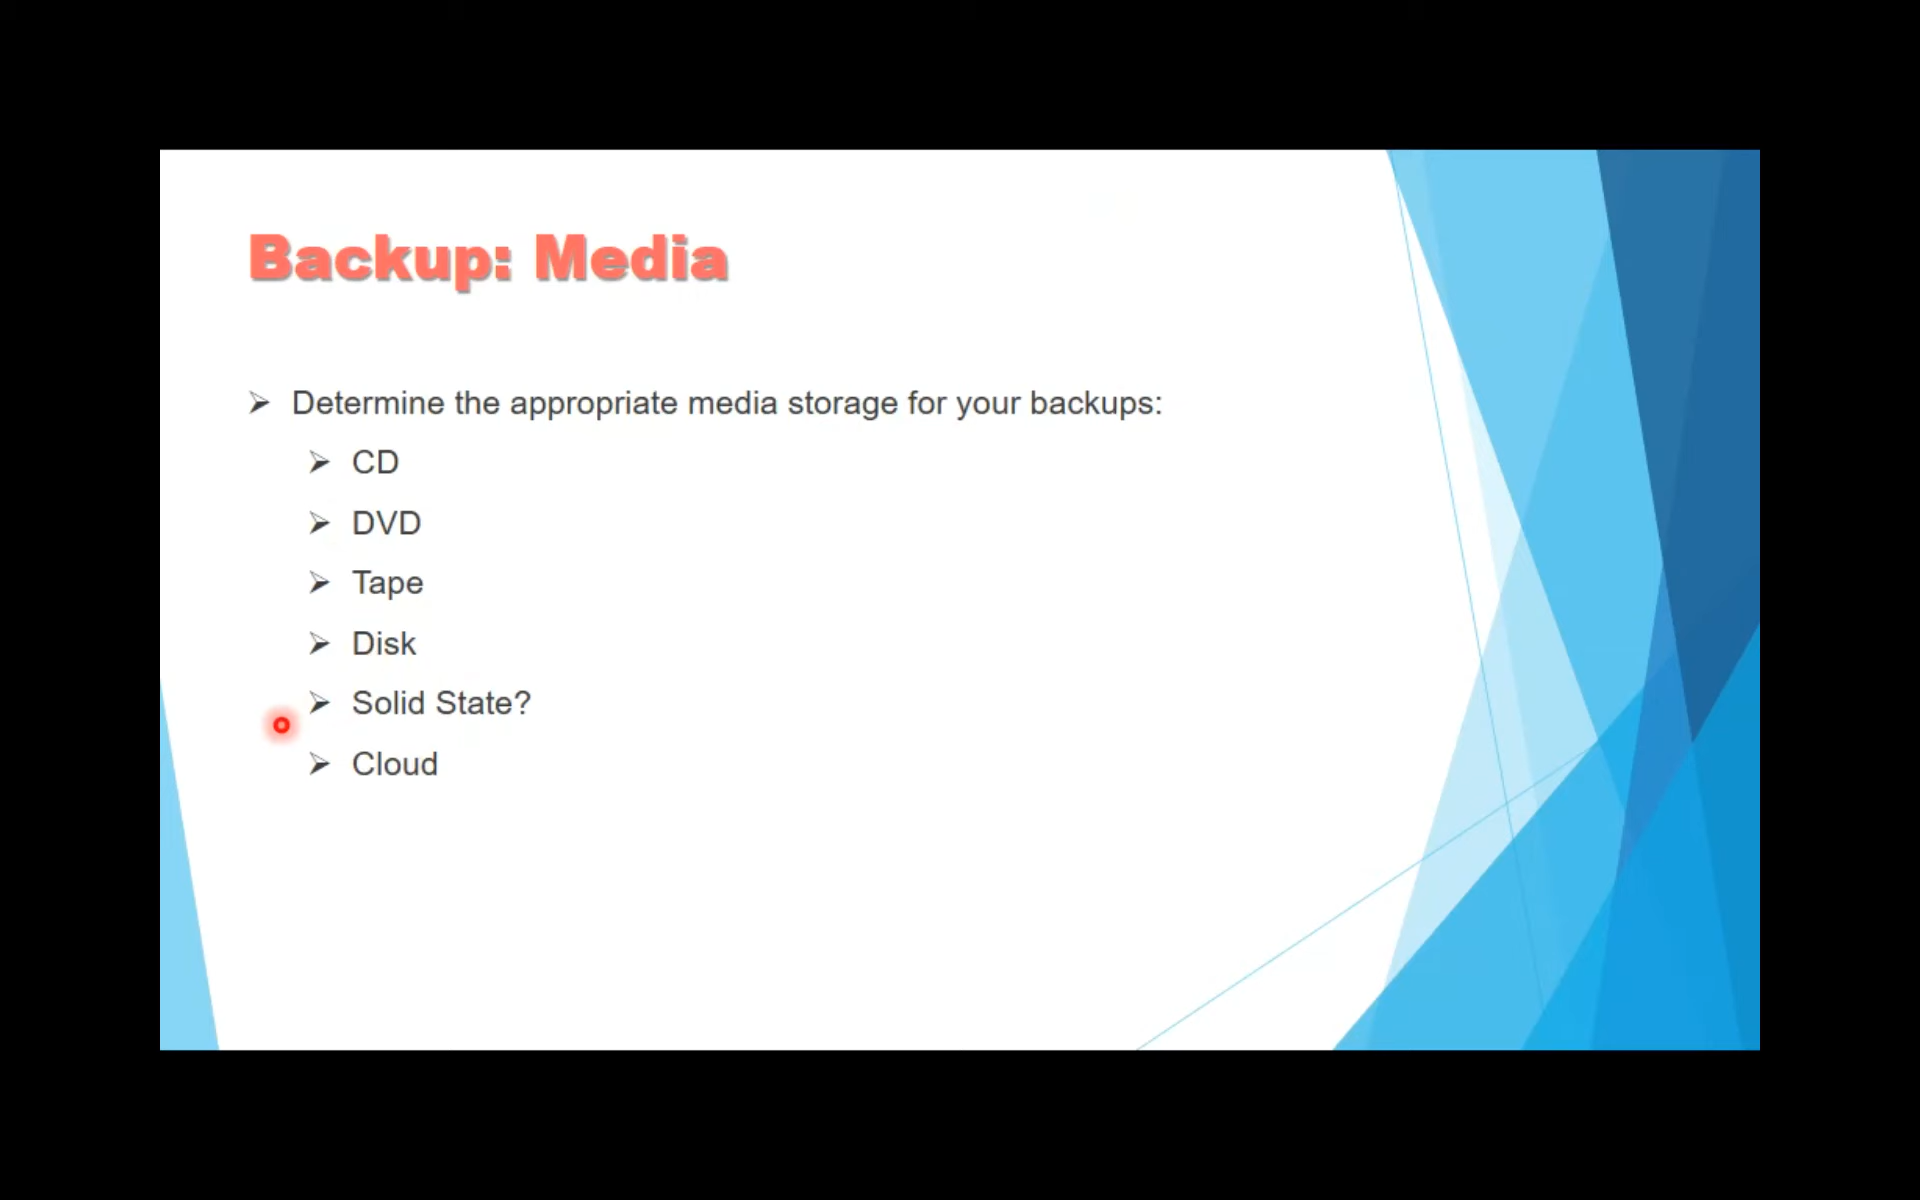 Backup: Media
➢ Determine the appropriate media storage for your backups:
➢ CD
➢ DVD
➢ Tape
➢ Disk
➢ Solid State?
➢ Cloud